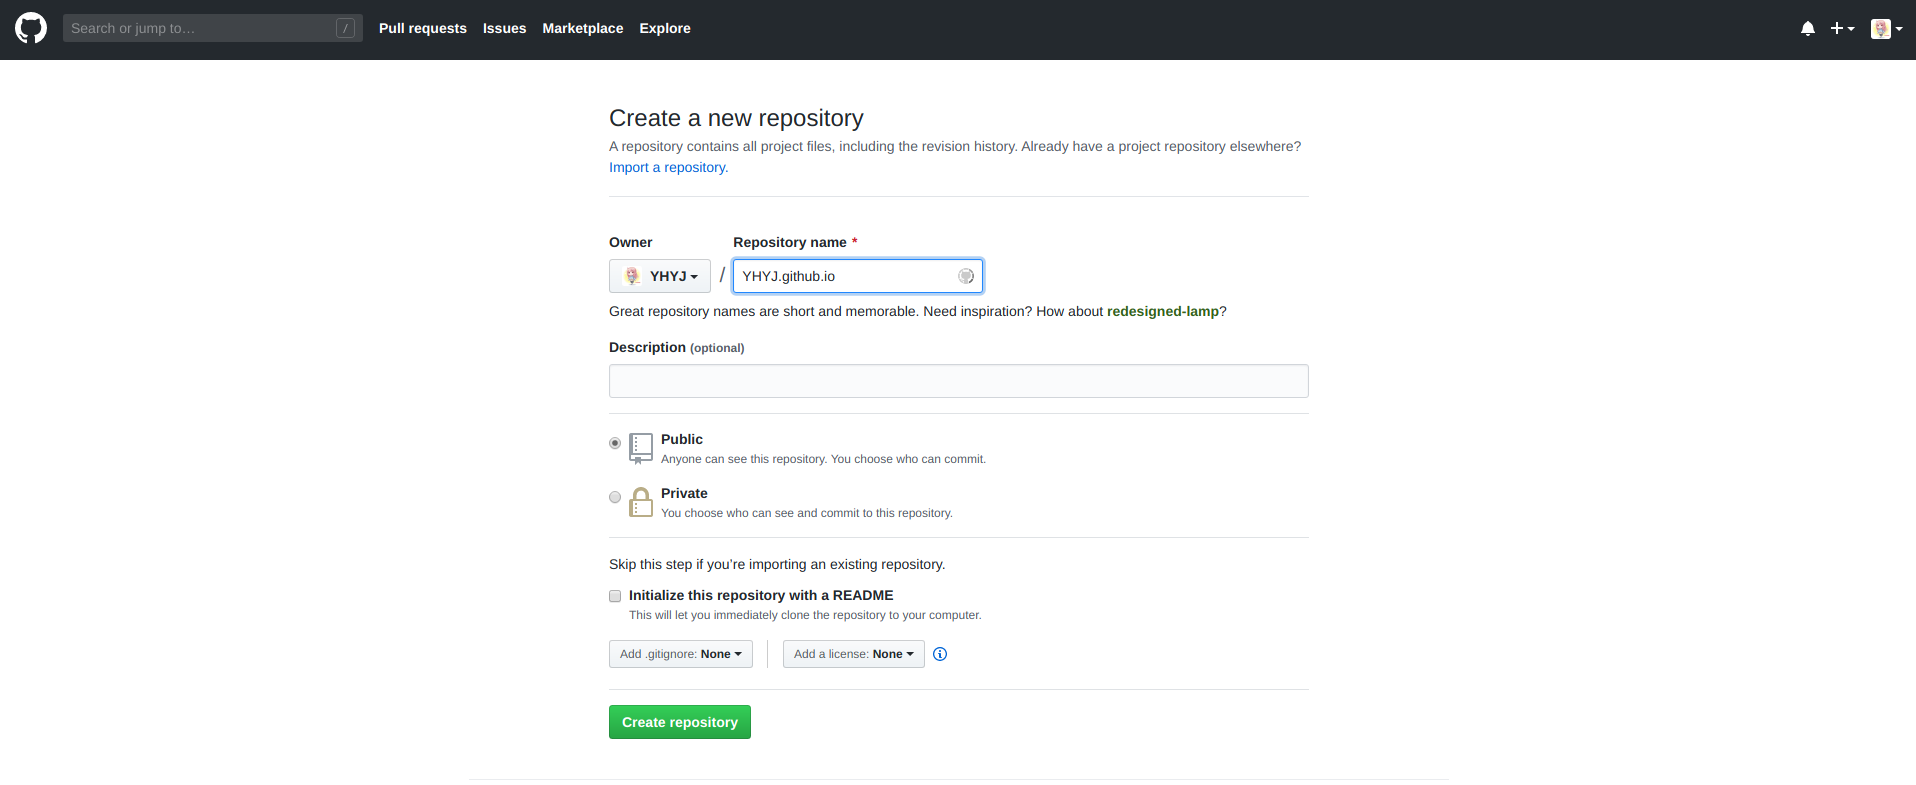 Search or jump to… /
Pull requests Issues Marketplace Explore
Create a new repository
A repository contains all project files, including the revision history. Already have a project repository elsewhere?
Import a repository.
Owner Repository name *
YHYJ / YHYJ.github.io
Great repository names are short and memorable. Need inspiration? How about redesigned-lamp?
Description (optional)
Public
Anyone can see this repository. You choose who can commit.
Private
You choose who can see and commit to this repository.
Skip this step if you’re importing an existing repository.
Initialize this repository with a README
This will let you immediately clone the repository to your computer.
Add .gitignore: None Add a license: None
Create repository